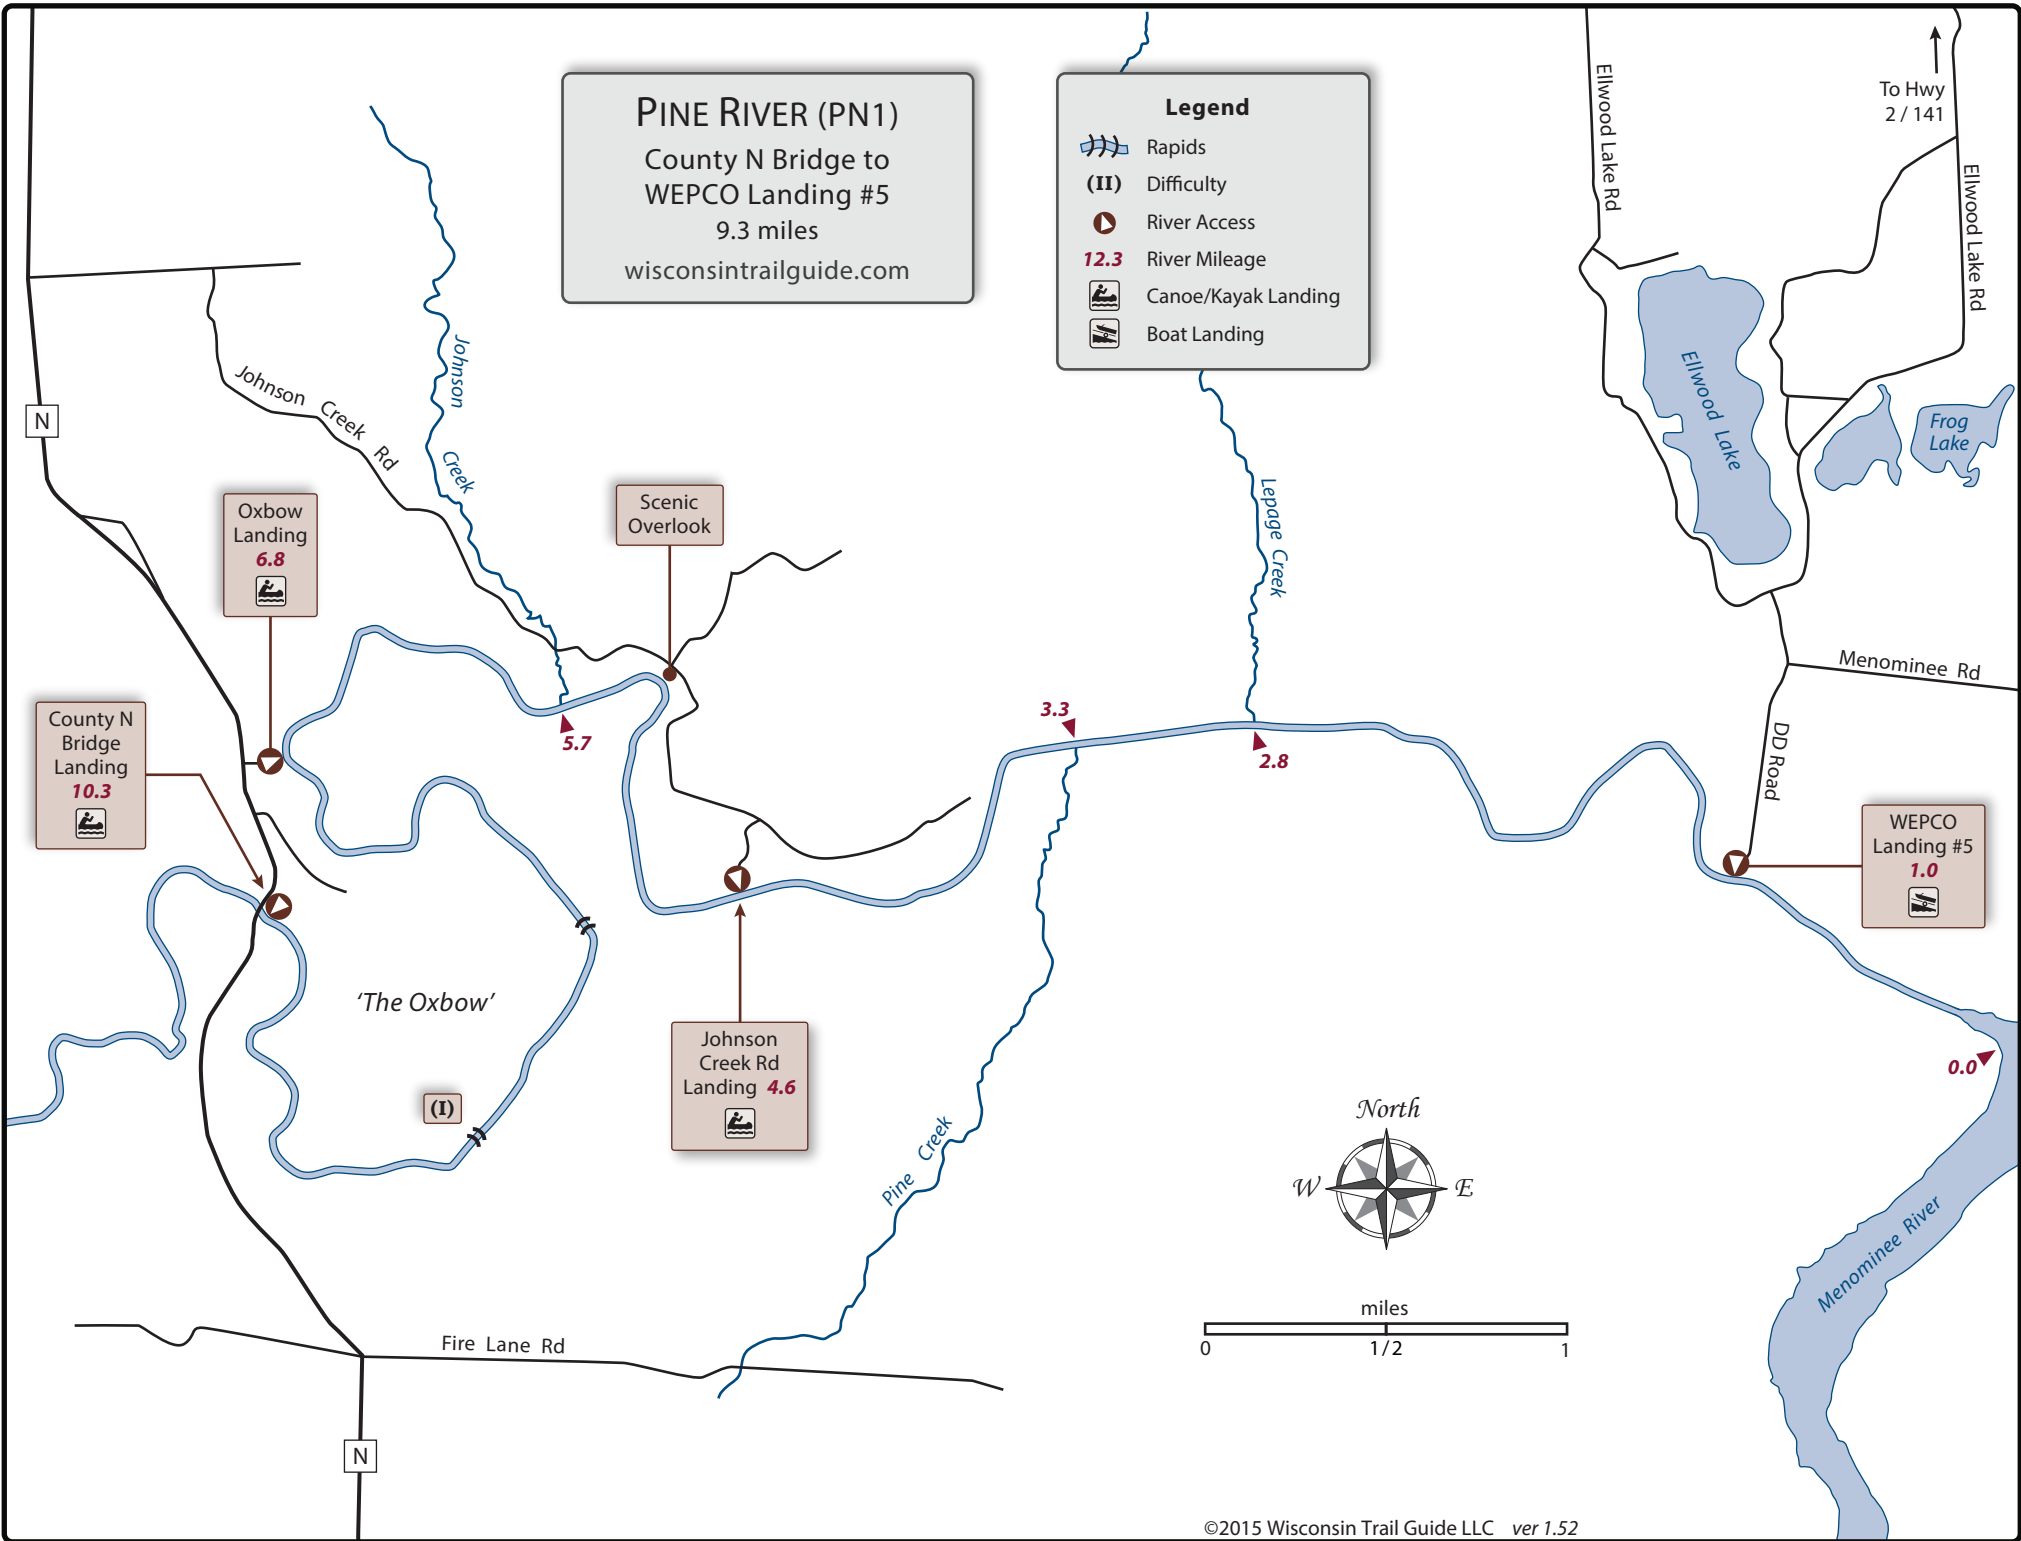 PINE RIVER (PN1)
County N Bridge to
WEPCO Landing #5
9.3 miles
wisconsintrailguide.com
Legend
Rapids
(II) Difficulty
River Access
12.3 River Mileage
Canoe/Kayak Landing
Boat Landing
Ellwood Lake Rd
To Hwy
2 / 141
Ellwood Lake Rd
Ellwood Lake
Frog
Lake
N
Johnson Creek Rd
Johnson Creek
Oxbow
Landing
6.8
Scenic
Overlook
Lepage Creek
Menominee Rd
DD Road
County N
Bridge
Landing
10.3
5.7
3.3
2.8
WEPCO
Landing #5
1.0
'The Oxbow'
(I)
Johnson
Creek Rd
Landing 4.6
0.0
Pine Creek
North
W
E
Menominee River
miles
0 1/2 1
Fire Lane Rd
N
©2015 Wisconsin Trail Guide LLC ver 1.52